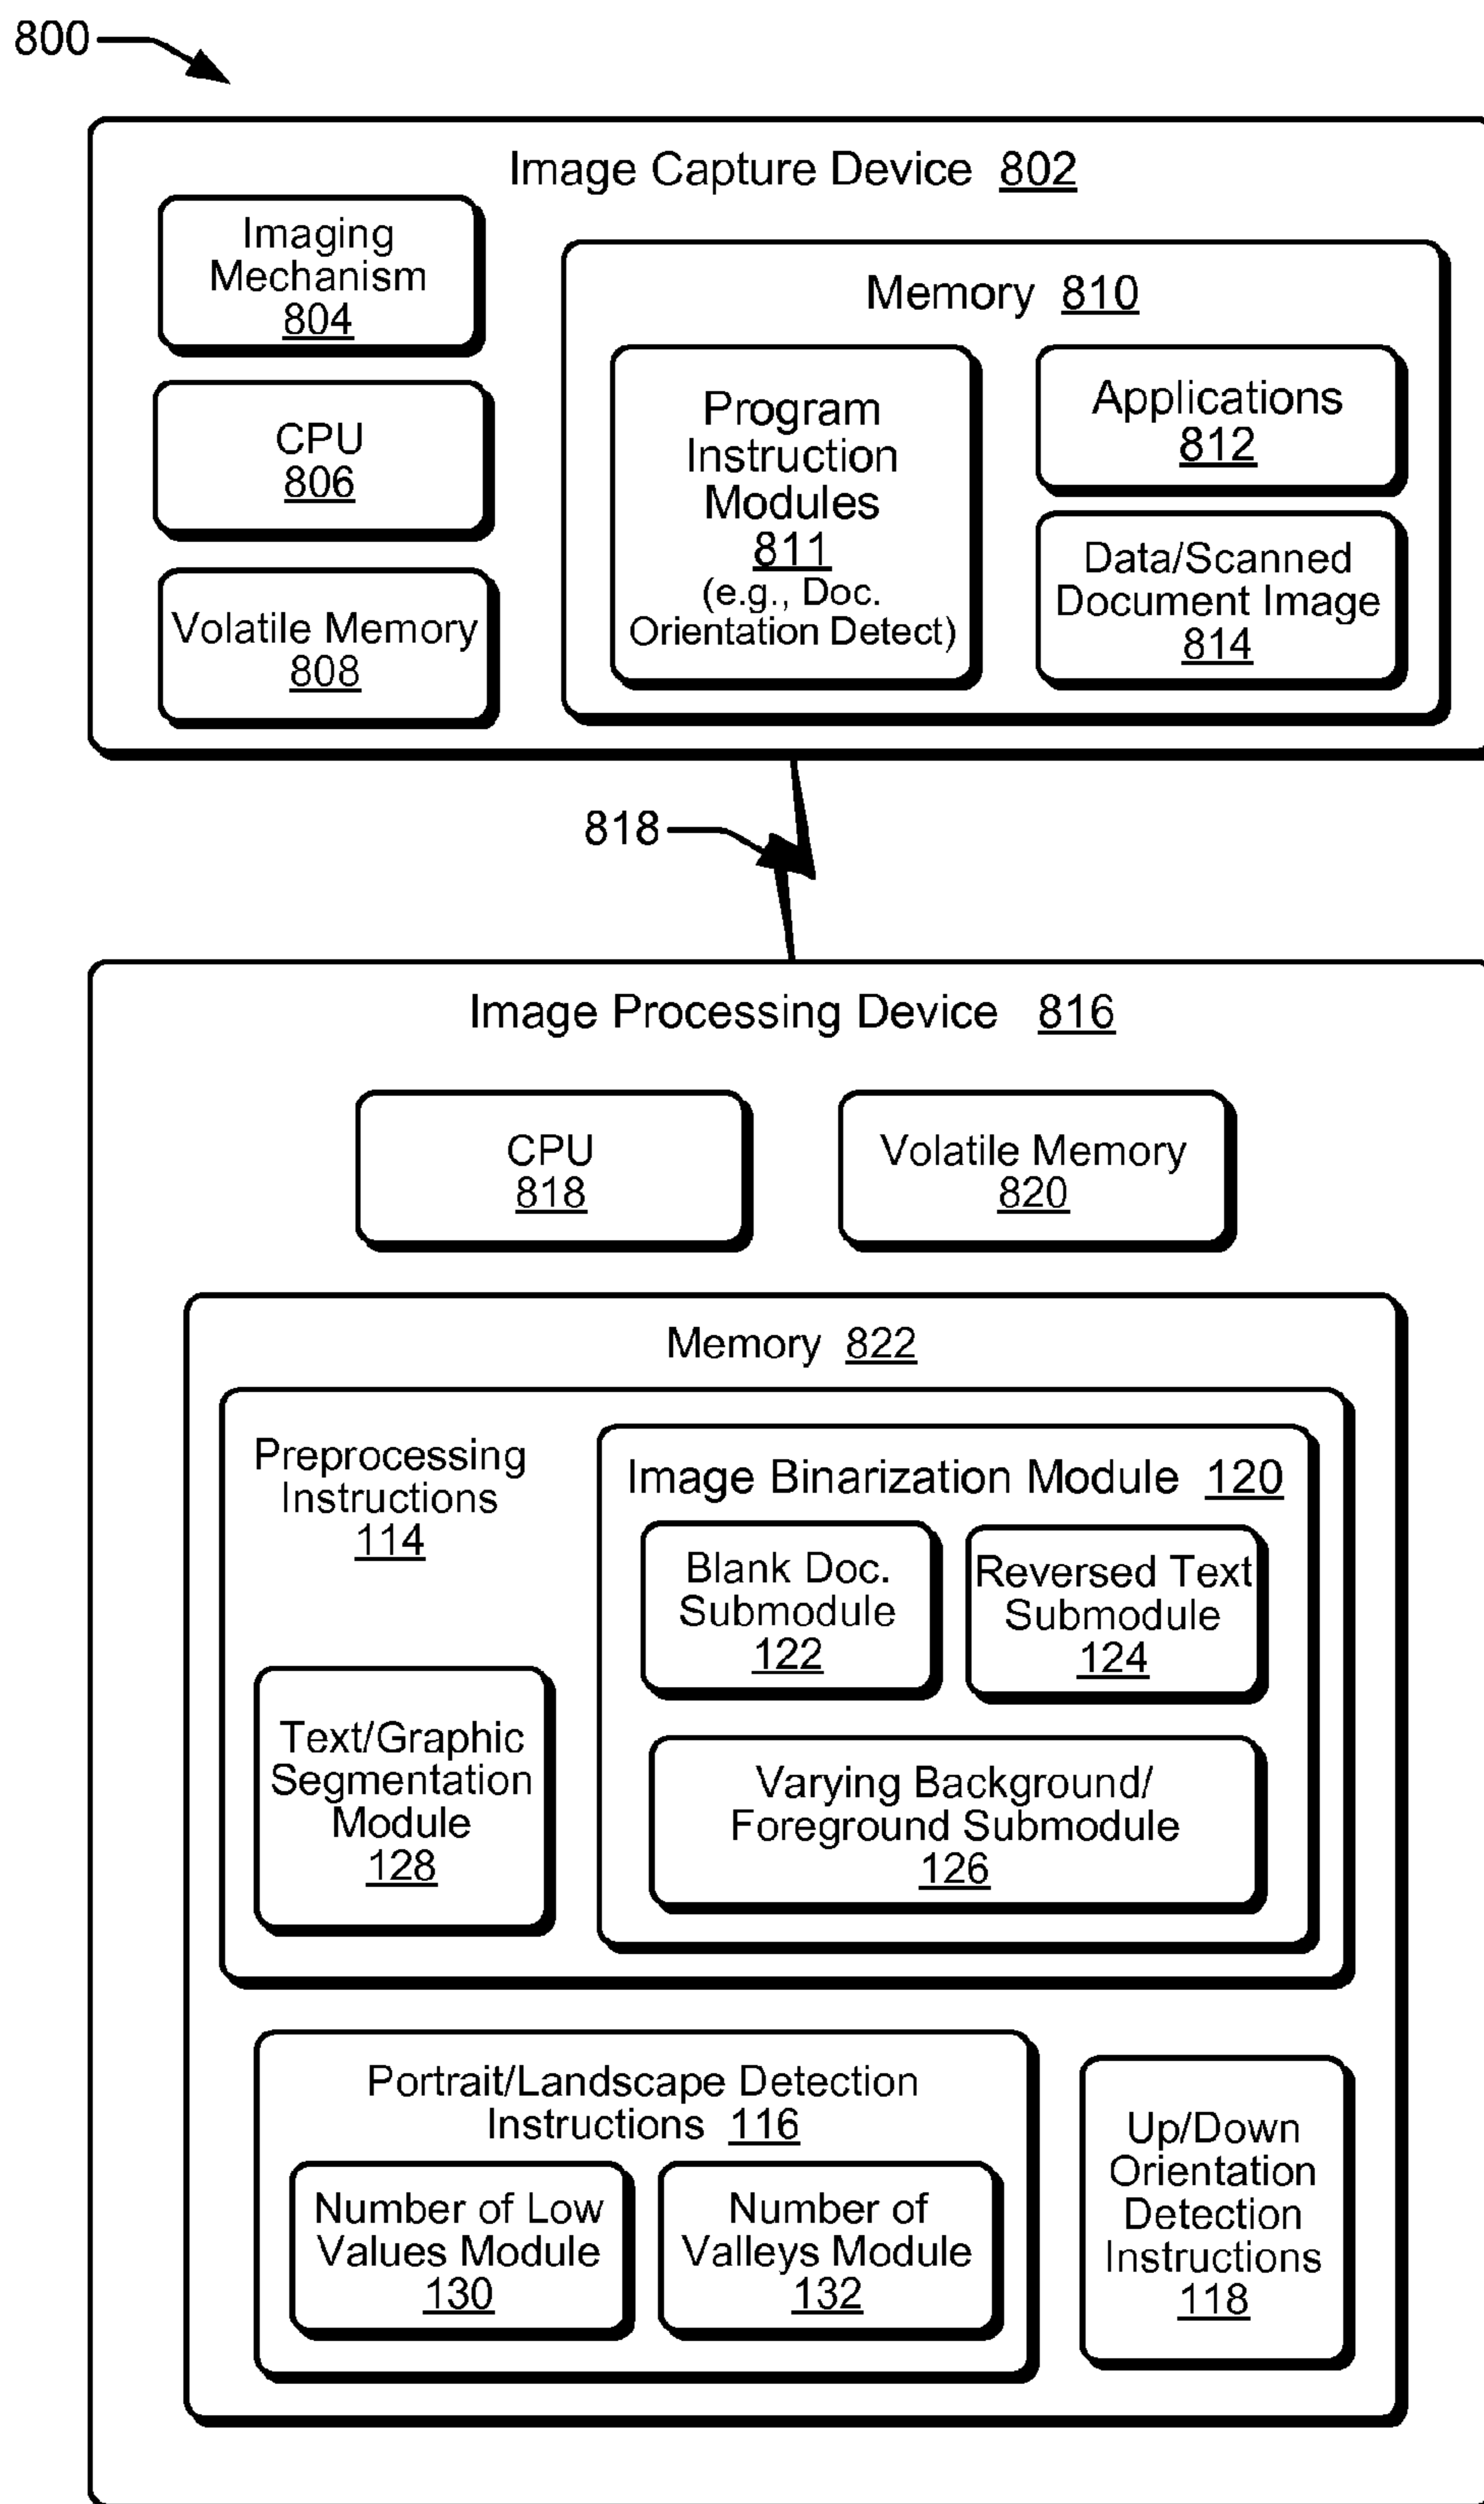 800
Image Capture Device 802
Imaging
Mechanism
804
CPU
806
Volatile Memory
808
Memory 810
Program
Instruction
Modules
811
(e.g., Doc.
Orientation Detect)
Applications
812
Data/Scanned
Document Image
814
818
Image Processing Device 816
CPU
818
Volatile Memory
820
Memory 822
Preprocessing
Instructions
114
Text/Graphic
Segmentation
Module
128
Image Binarization Module 120
Blank Doc.
Submodule
122
Reversed Text
Submodule
124
Varying Background/
Foreground Submodule
126
Portrait/Landscape Detection
Instructions 116
Number of Low
Values Module
130
Number of
Valleys Module
132
Up/Down
Orientation
Detection
Instructions
118